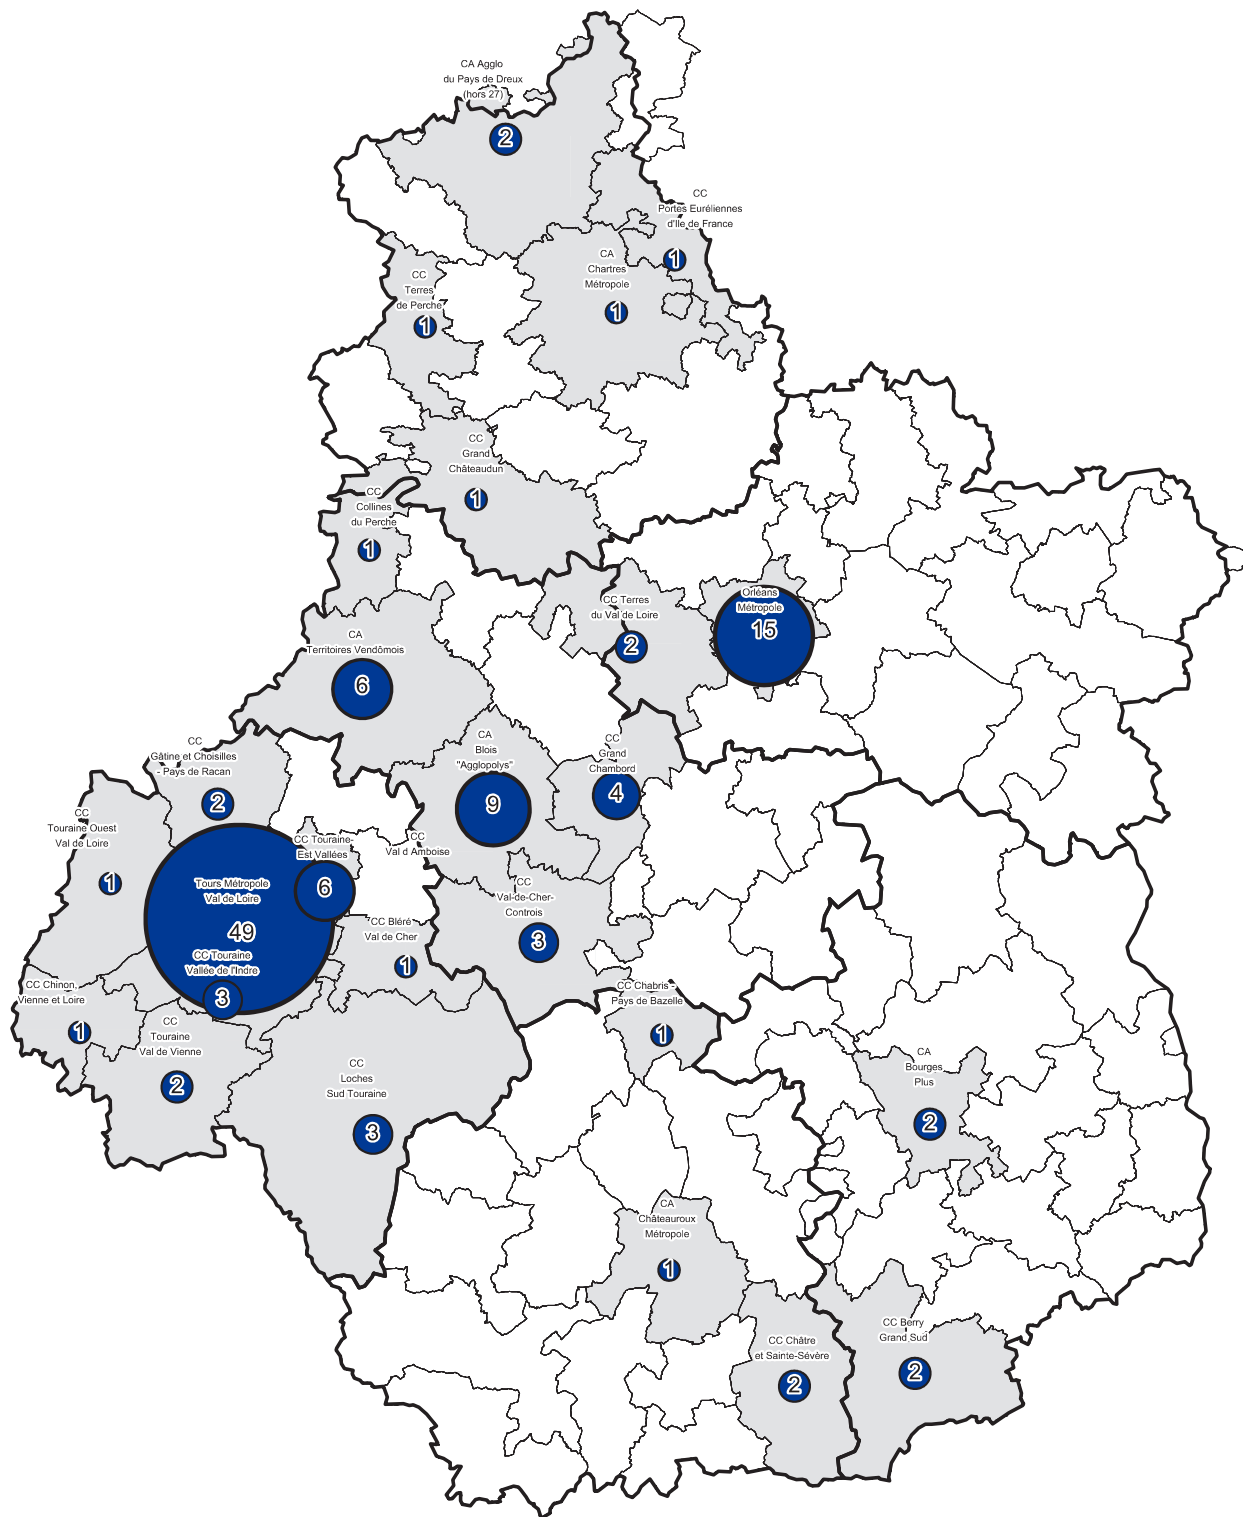 CA Agglo
du Pays de Dreux
(hors 27)
2
CC
Portes Euréliennes
d'Ile de France
1
CA
Chartres
Métropole
1
CC
Terres
de Perche
1
CC
Grand
Châteaudun
1
CC
Collines
du Perche
1
CC Terres
du Val de Loire
2
Orléans
Métropole
15
CA
Territoires Vendômois
6
CC
Gâtine et Choisilles
- Pays de Racan
2
CA
Blois
"Agglopolys"
9
CC
Grand
Chambord
4
CC
Touraine Ouest
Val de Loire
1
CC Touraine-
Est Vallées
6
CC
Val d Amboise
Tours Métropole
Val de Loire
49
CC
Val-de-Cher-
Controis
3
CC Bléré
Val de Cher
1
CC Touraine
Vallée de l'Indre
3
CC Chinon,
Vienne et Loire
1
CC
Touraine
Val de Vienne
2
CC Chabris -
Pays de Bazelle
1
CC
Loches
Sud Touraine
3
CA
Bourges
Plus
2
CA
Châteauroux
Métropole
1
CC Châtre
et Sainte-Sévère
2
CC Berry
Grand Sud
2